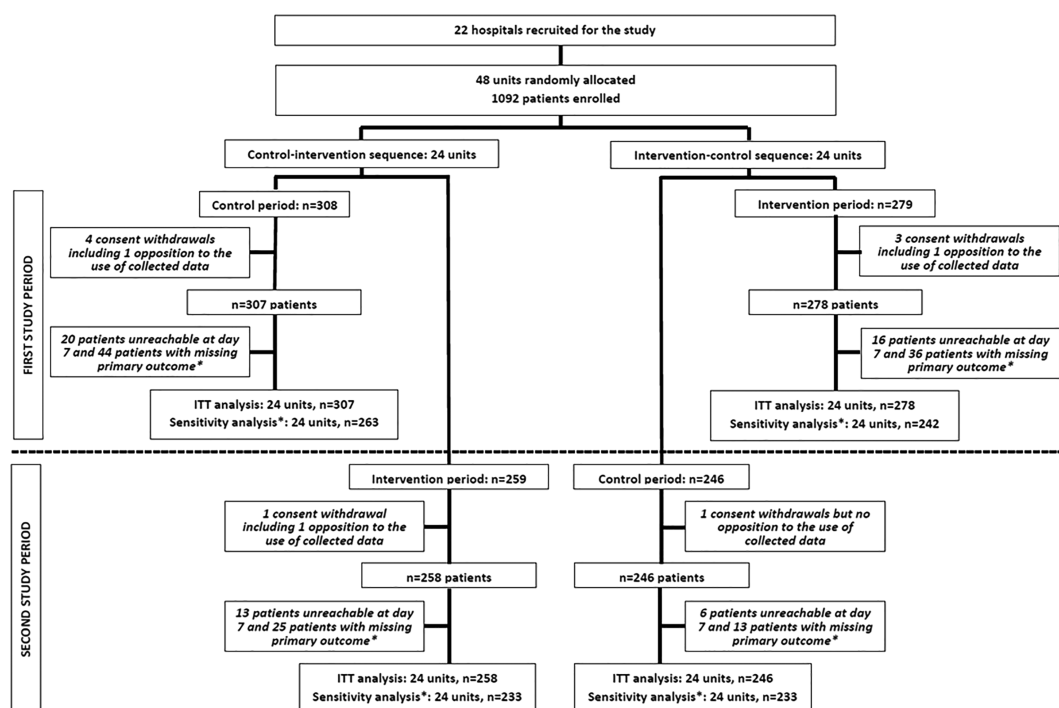 22 hospitals recruited for the study
48 units randomly allocated
1092 patients enrolled
Control-intervention sequence: 24 units
Intervention-control sequence: 24 units
FIRST STUDY PERIOD
Control period: n=308
Intervention period: n=279
4 consent withdrawals
including 1 opposition to the
use of collected data
3 consent withdrawals
including 1 opposition to the
use of collected data
n=307 patients
n=278 patients
20 patients unreachable at day
7 and 44 patients with missing
primary outcome*
16 patients unreachable at day
7 and 36 patients with missing
primary outcome*
ITT analysis: 24 units, n=307
Sensitivity analysis*: 24 units, n=263
ITT analysis: 24 units, n=278
Sensitivity analysis*: 24 units, n=242
SECOND STUDY PERIOD
Intervention period: n=259
Control period: n=246
1 consent withdrawal
including 1 opposition to the
use of collected data
1 consent withdrawals but no
opposition to the use of
collected data
n=258 patients
n=246 patients
13 patients unreachable at day
7 and 25 patients with missing
primary outcome*
6 patients unreachable at day
7 and 13 patients with missing
primary outcome*
ITT analysis: 24 units, n=258
Sensitivity analysis*: 24 units, n=233
ITT analysis: 24 units, n=246
Sensitivity analysis*: 24 units, n=233